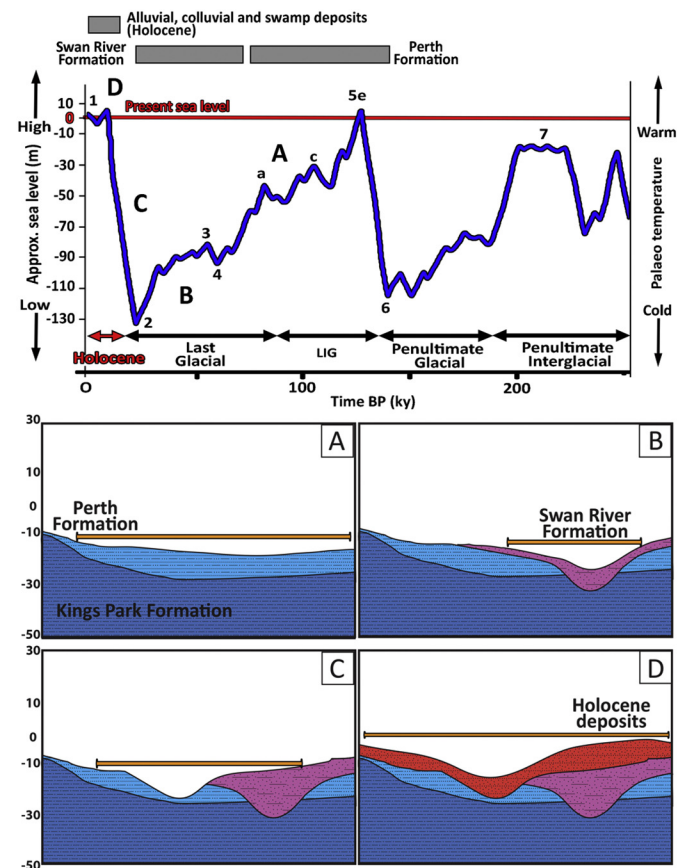 Alluvial, colluvial and swamp deposits
(Holocene)
Swan River
Formation
Perth
Formation
D
5e
1
Present sea level
10
0
-10
-30
-50
-70
-90
-110
-130
High
Approx. sea level (m)
Low
Warm
Palaeo temperature
Cold
7
A
c
a
C
3
4
B
2
6
Holocene
Last
Glacial
LIG
Penultimate
Glacial
Penultimate
Interglacial
0
100
200
Time BP (ky)
30
10
0
-10
-30
-50
A
Perth
Formation
Kings Park Formation
B
Swan River
Formation
30
10
0
-10
-30
-50
C
D
Holocene
deposits